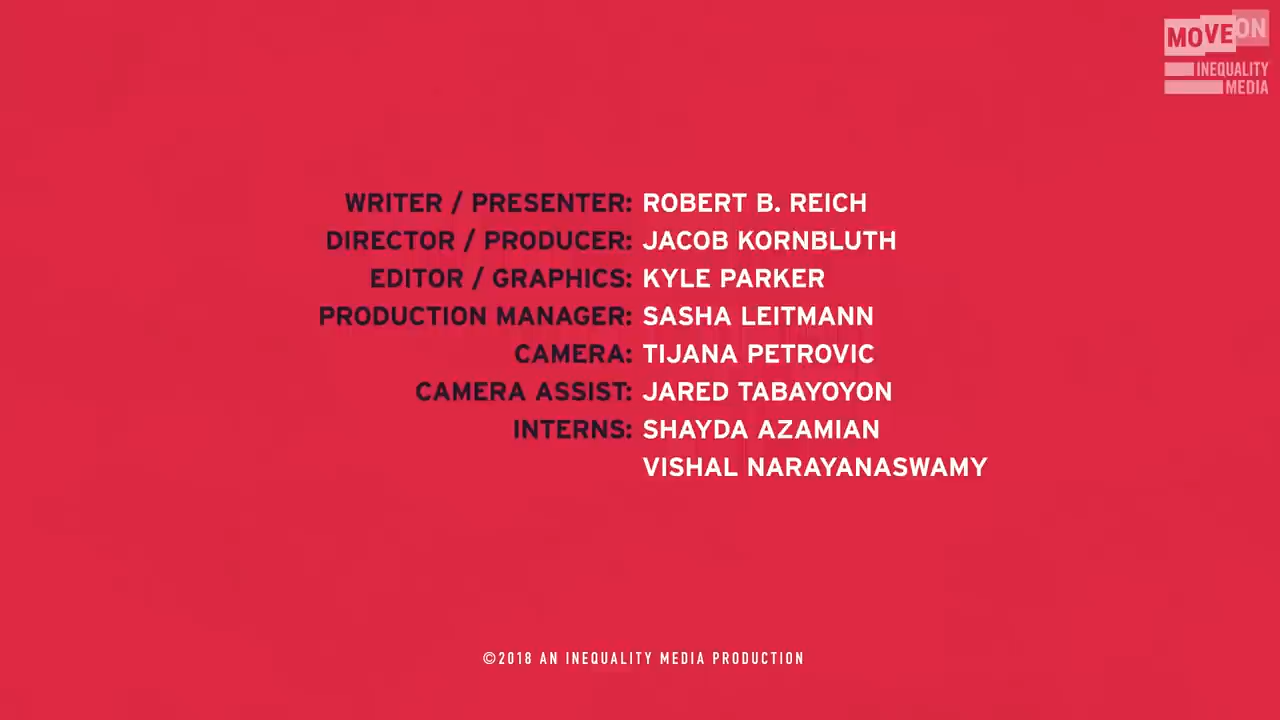 MOVEON
INEQUALITY
MEDIA
WRITER / PRESENTER: ROBERT B. REICH
DIRECTOR / PRODUCER: JACOB KORNBLUTH
EDITOR / GRAPHICS: KYLE PARKER
PRODUCTION MANAGER: SASHA LEITMANN
CAMERA: TIJANA PETROVIC
CAMERA ASSIST: JARED TABAYOYON
INTERNS: SHAYDA AZAMIAN
VISHAL NARAYANASWAMY
©2018 AN INEQUALITY MEDIA PRODUCTION